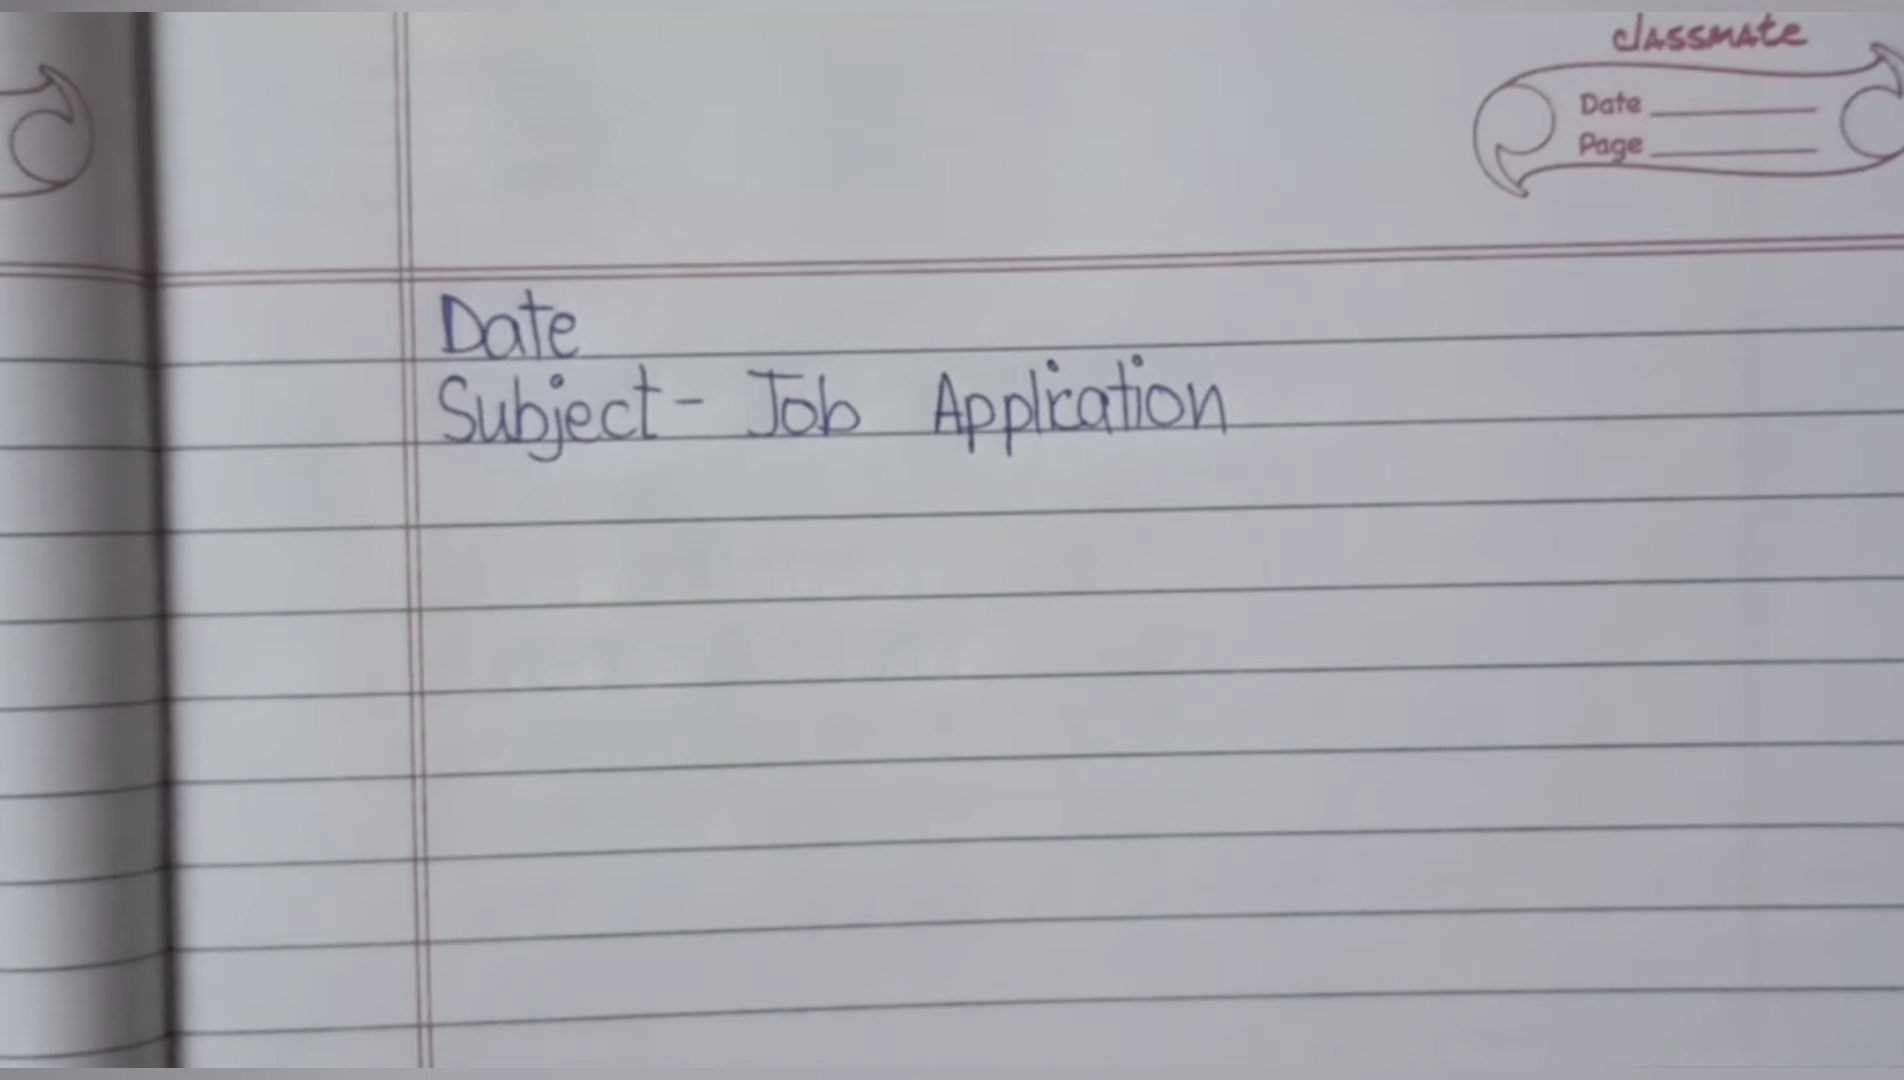 classmate
Date
Page
Date
Subject- Job Application